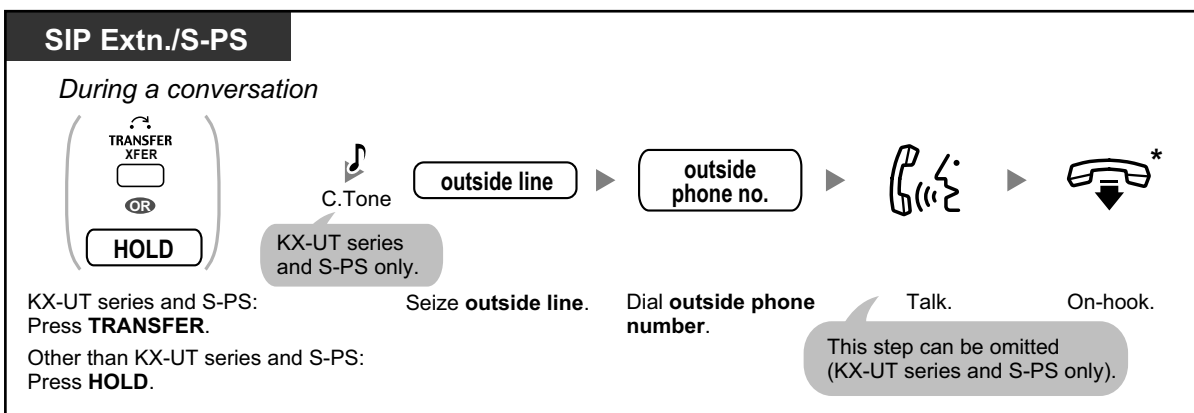 SIP Extn./S-PS
During a conversation
TRANSFER
XFER
OR
HOLD
C.Tone
KX-UT series
and S-PS only.
outside line
outside
phone no.
*
KX-UT series and S-PS:
Press TRANSFER.
Other than KX-UT series and S-PS:
Press HOLD.
Seize outside line.
Dial outside phone
number.
Talk.
This step can be omitted
(KX-UT series and S-PS only).
On-hook.